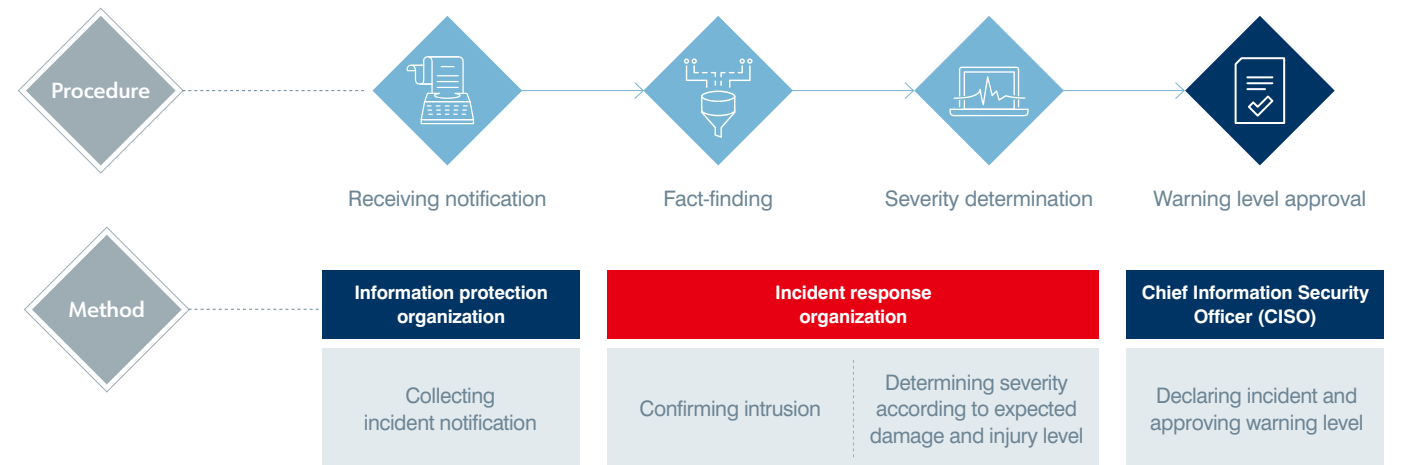 Procedure
Receiving notification
Fact-finding
Severity determination
Warning level approval
Method
Information protection
organization
Incident response
organization
Chief Information Security
Officer (CISO)
Collecting
incident notification
Confirming intrusion
Determining severity
according to expected
damage and injury level
Declaring incident and
approving warning level